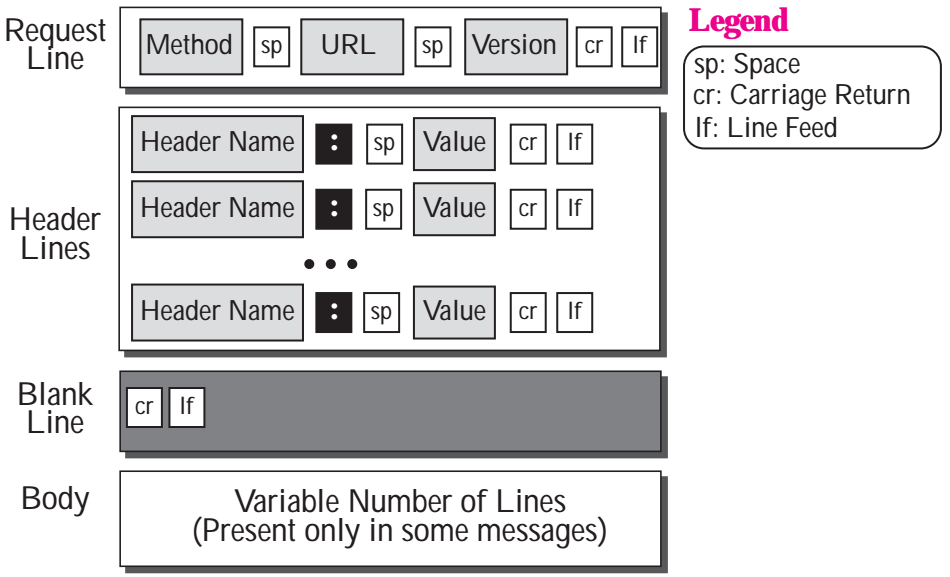 Request Line
Method sp URL sp Version cr lf
Legend
sp: Space
cr: Carriage Return
lf: Line Feed
Header Lines
Header Name : sp Value cr lf
Header Name : sp Value cr lf
• • •
Header Name : sp Value cr lf
Blank Line
cr lf
Body
Variable Number of Lines
(Present only in some messages)